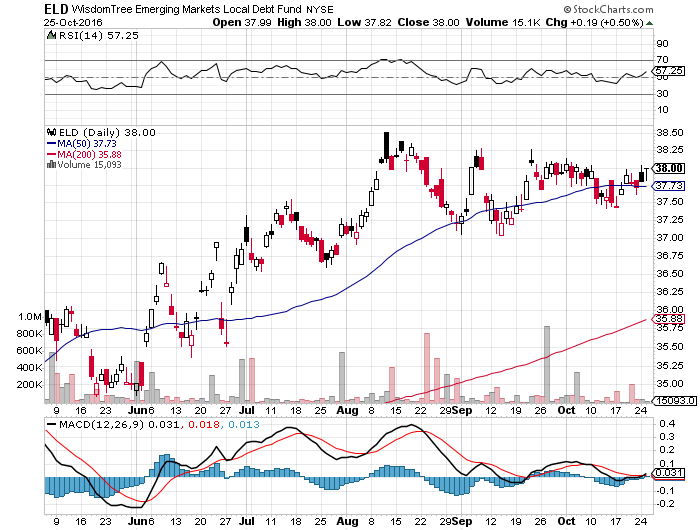 ELD WisdomTree Emerging Markets Local Debt Fund NYSE © StockCharts.com
25-Oct-2016 Open 37.99 High 38.00 Low 37.82 Close 38.00 Volume 15.1K Chg +0.19 (+0.50%)
RSI(14) 57.25
90
70
57.25
50
30
10
ELD (Daily) 38.00
MA(50) 37.73
MA(200) 35.88
Volume 15,093
38.50
38.25
38.00
37.73
37.50
37.25
37.00
36.75
36.50
36.25
36.00
35.88
35.75
35.50
35.25
35.00
15093.0
1.0M
800K
600K
400K
200K
9 16 23 Jun 6 13 20 27 Jul 11 18 25 Aug 8 15 22 29 Sep 12 19 26 Oct 10 17 24
MACD(12,26,9) 0.031, 0.018, 0.013
0.4
0.3
0.2
0.1
0.031
-0.1
-0.2
9 16 23 Jun 6 13 20 27 Jul 11 18 25 Aug 8 15 22 29 Sep 12 19 26 Oct 10 17 24